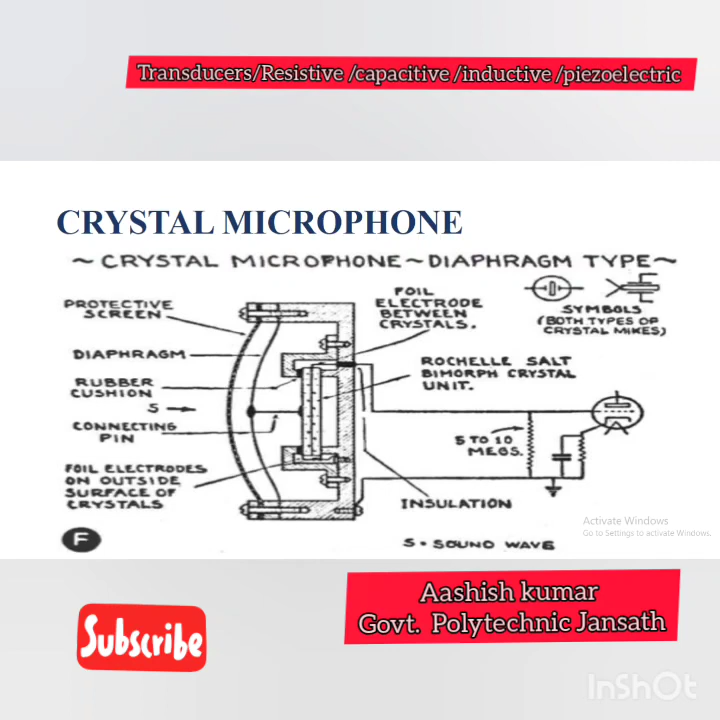 Transducers/Resistive /capacitive /inductive /piezoelectric
CRYSTAL MICROPHONE
~ CRYSTAL MICROPHONE ~ DIAPHRAGM TYPE ~
PROTECTIVE
SCREEN
DIAPHRAGM
RUBBER
CUSHION
S
CONNECTING
PIN
FOIL ELECTRODES
ON OUTSIDE
SURFACE OF
CRYSTALS
FOIL
ELECTRODE
BETWEEN
CRYSTALS.
SYMBOLS
(BOTH TYPES OF
CRYSTAL MIKES)
ROCHELLE SALT
BIMORPH CRYSTAL
UNIT.
5 TO 10
MEGS.
INSULATION
S = SOUND WAVE
F
Activate Windows
Go to Settings to activate Windows.
Subscribe
Aashish kumar
Govt. Polytechnic Jansath
InShOt